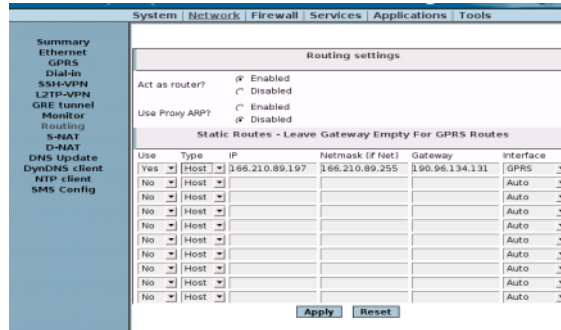 System | Network | Firewall | Services | Applications | Tools
Summary
Ethernet
GPRS
Dial-in
SSH-VPN
L2TP-VPN
GRE tunnel
Monitor
Routing
S-NAT
D-NAT
DNS Update
DynDNS client
NTP client
SMS Config
Routing settings
Act as router? Enabled
Disabled
Use Proxy ARP? Enabled
Disabled
Static Routes - Leave Gateway Empty For GPRS Routes
Use Type IP Netmask (if Net) Gateway Interface
Yes Host 166.210.89.197 166.210.89.255 190.96.134.131 GPRS
No Host Auto
No Host Auto
No Host Auto
No Host Auto
No Host Auto
No Host Auto
No Host Auto
No Host Auto
No Host Auto
Apply Reset